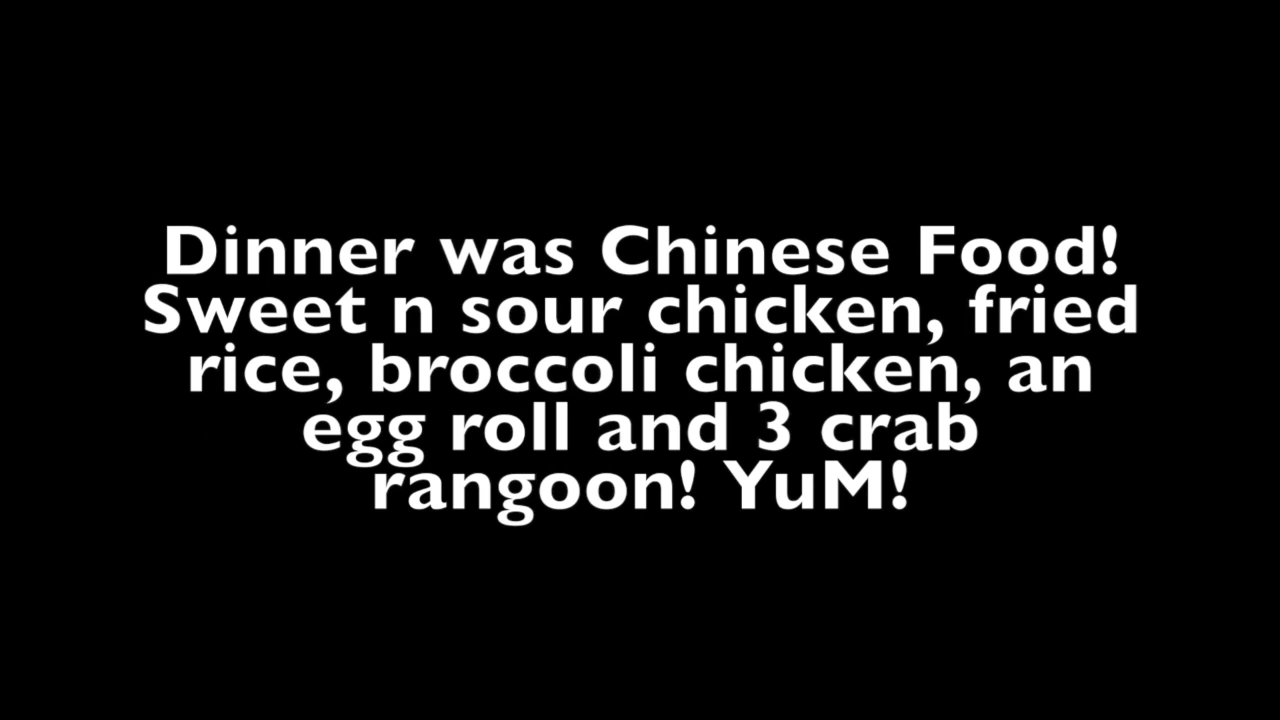 Dinner was Chinese Food!
Sweet n sour chicken, fried
rice, broccoli chicken, an
egg roll and 3 crab
rangoon! YuM!